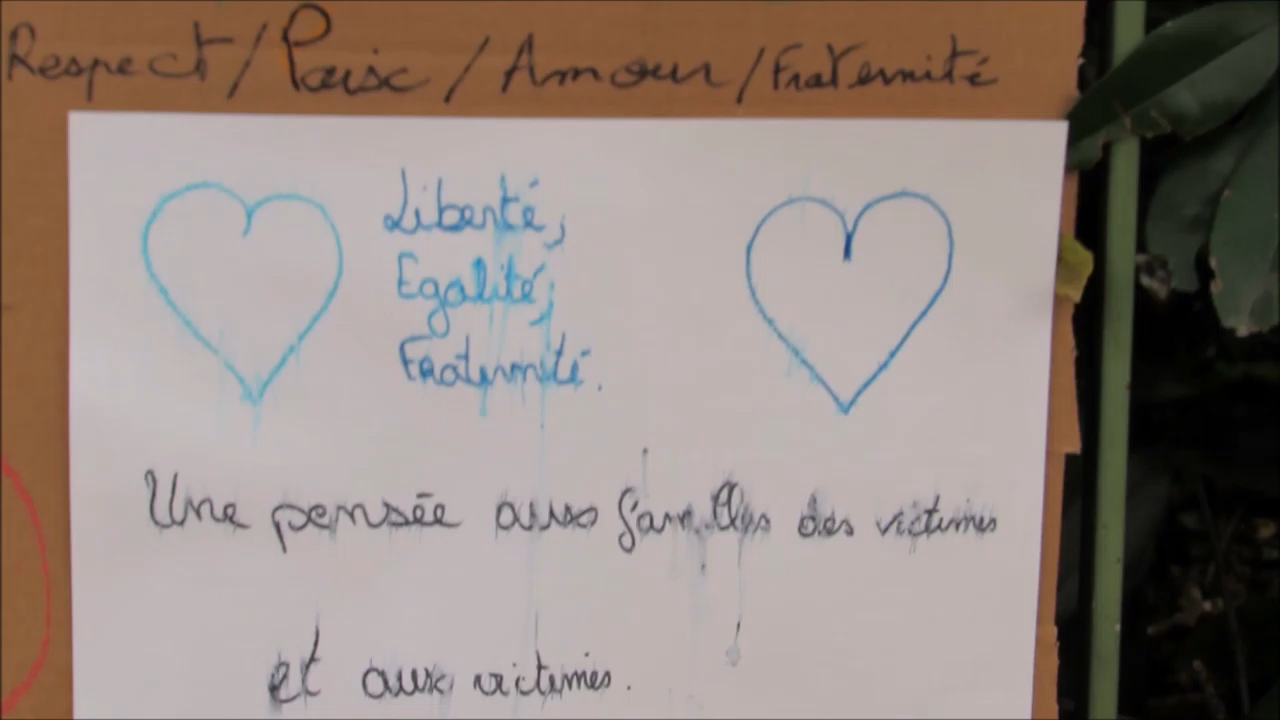 Respect / Paix / Amour / Fraternité
Liberté,
Egalité,
Fraternité.
Une pensée aux familles des victimes
et aux victimes.